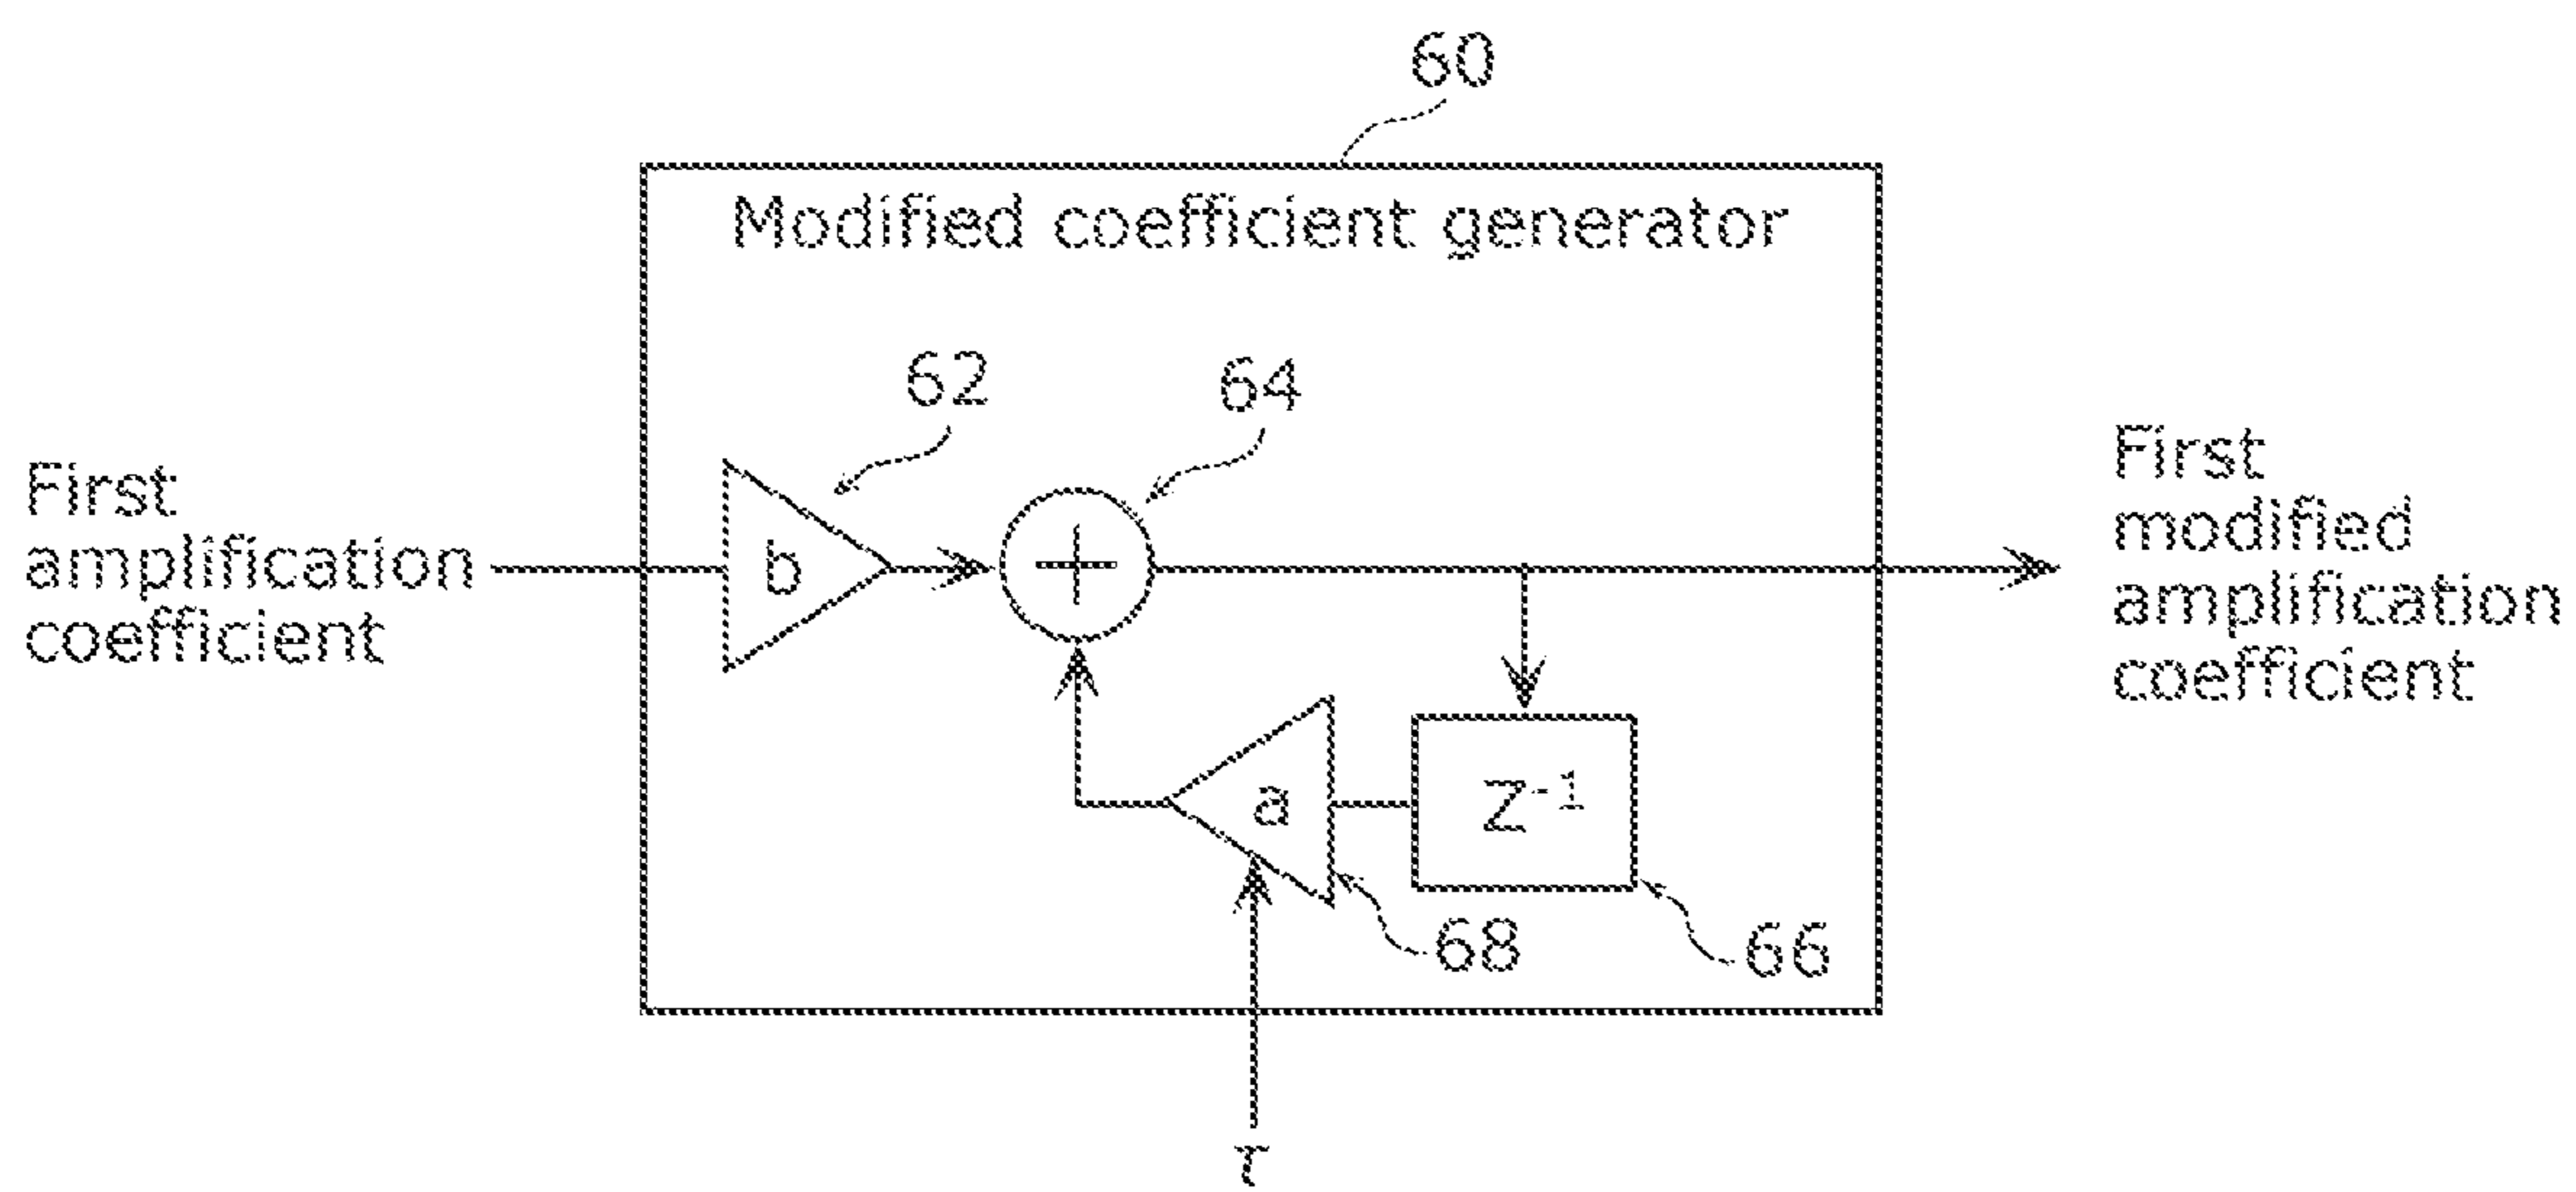 60
Modified coefficient generator
62
64
First
amplification
coefficient
b
+
First
modified
amplification
coefficient
a
Z-1
68
66
τ